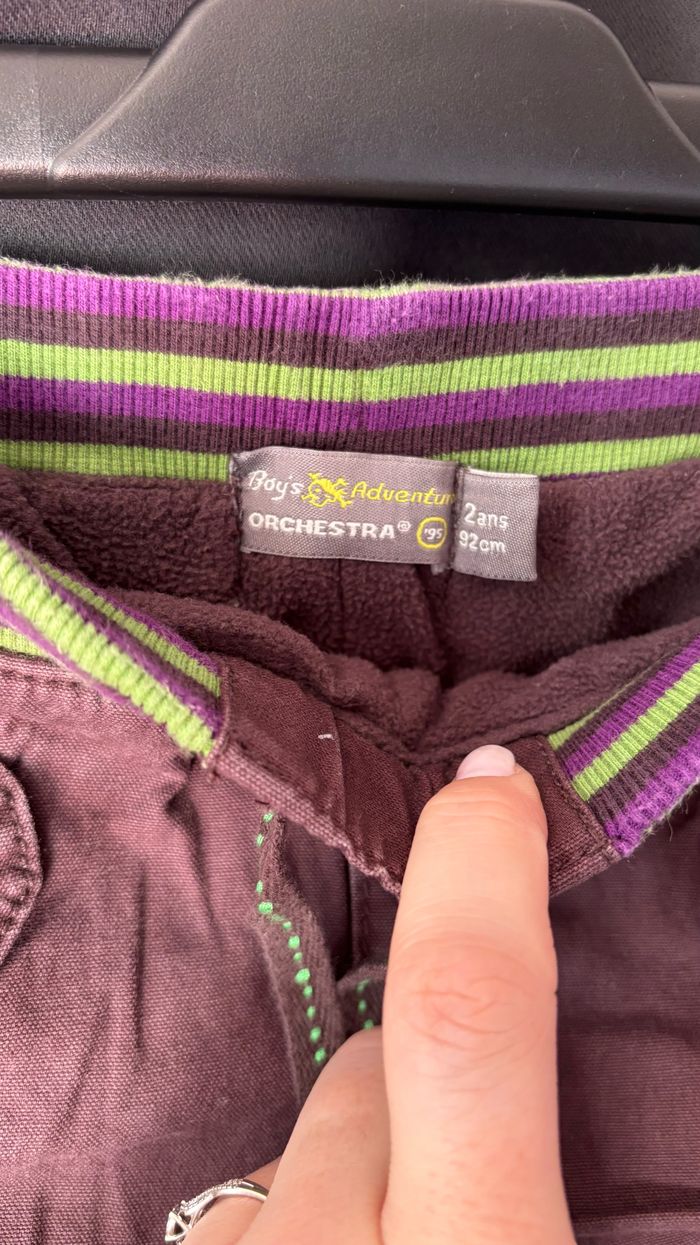 Boy's Adventur
ORCHESTRA® '95
2ans
92cm